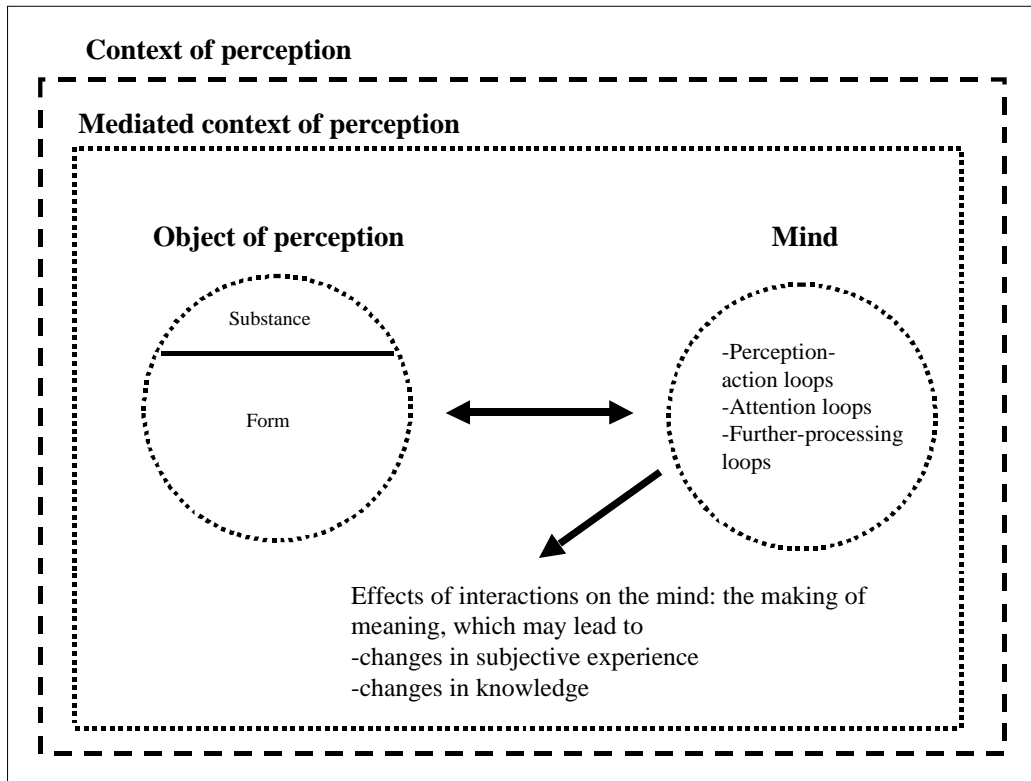 Context of perception
Mediated context of perception
Object of perception
Mind
Substance
Form
-Perception-
action loops
-Attention loops
-Further-processing
loops
Effects of interactions on the mind: the making of
meaning, which may lead to
-changes in subjective experience
-changes in knowledge